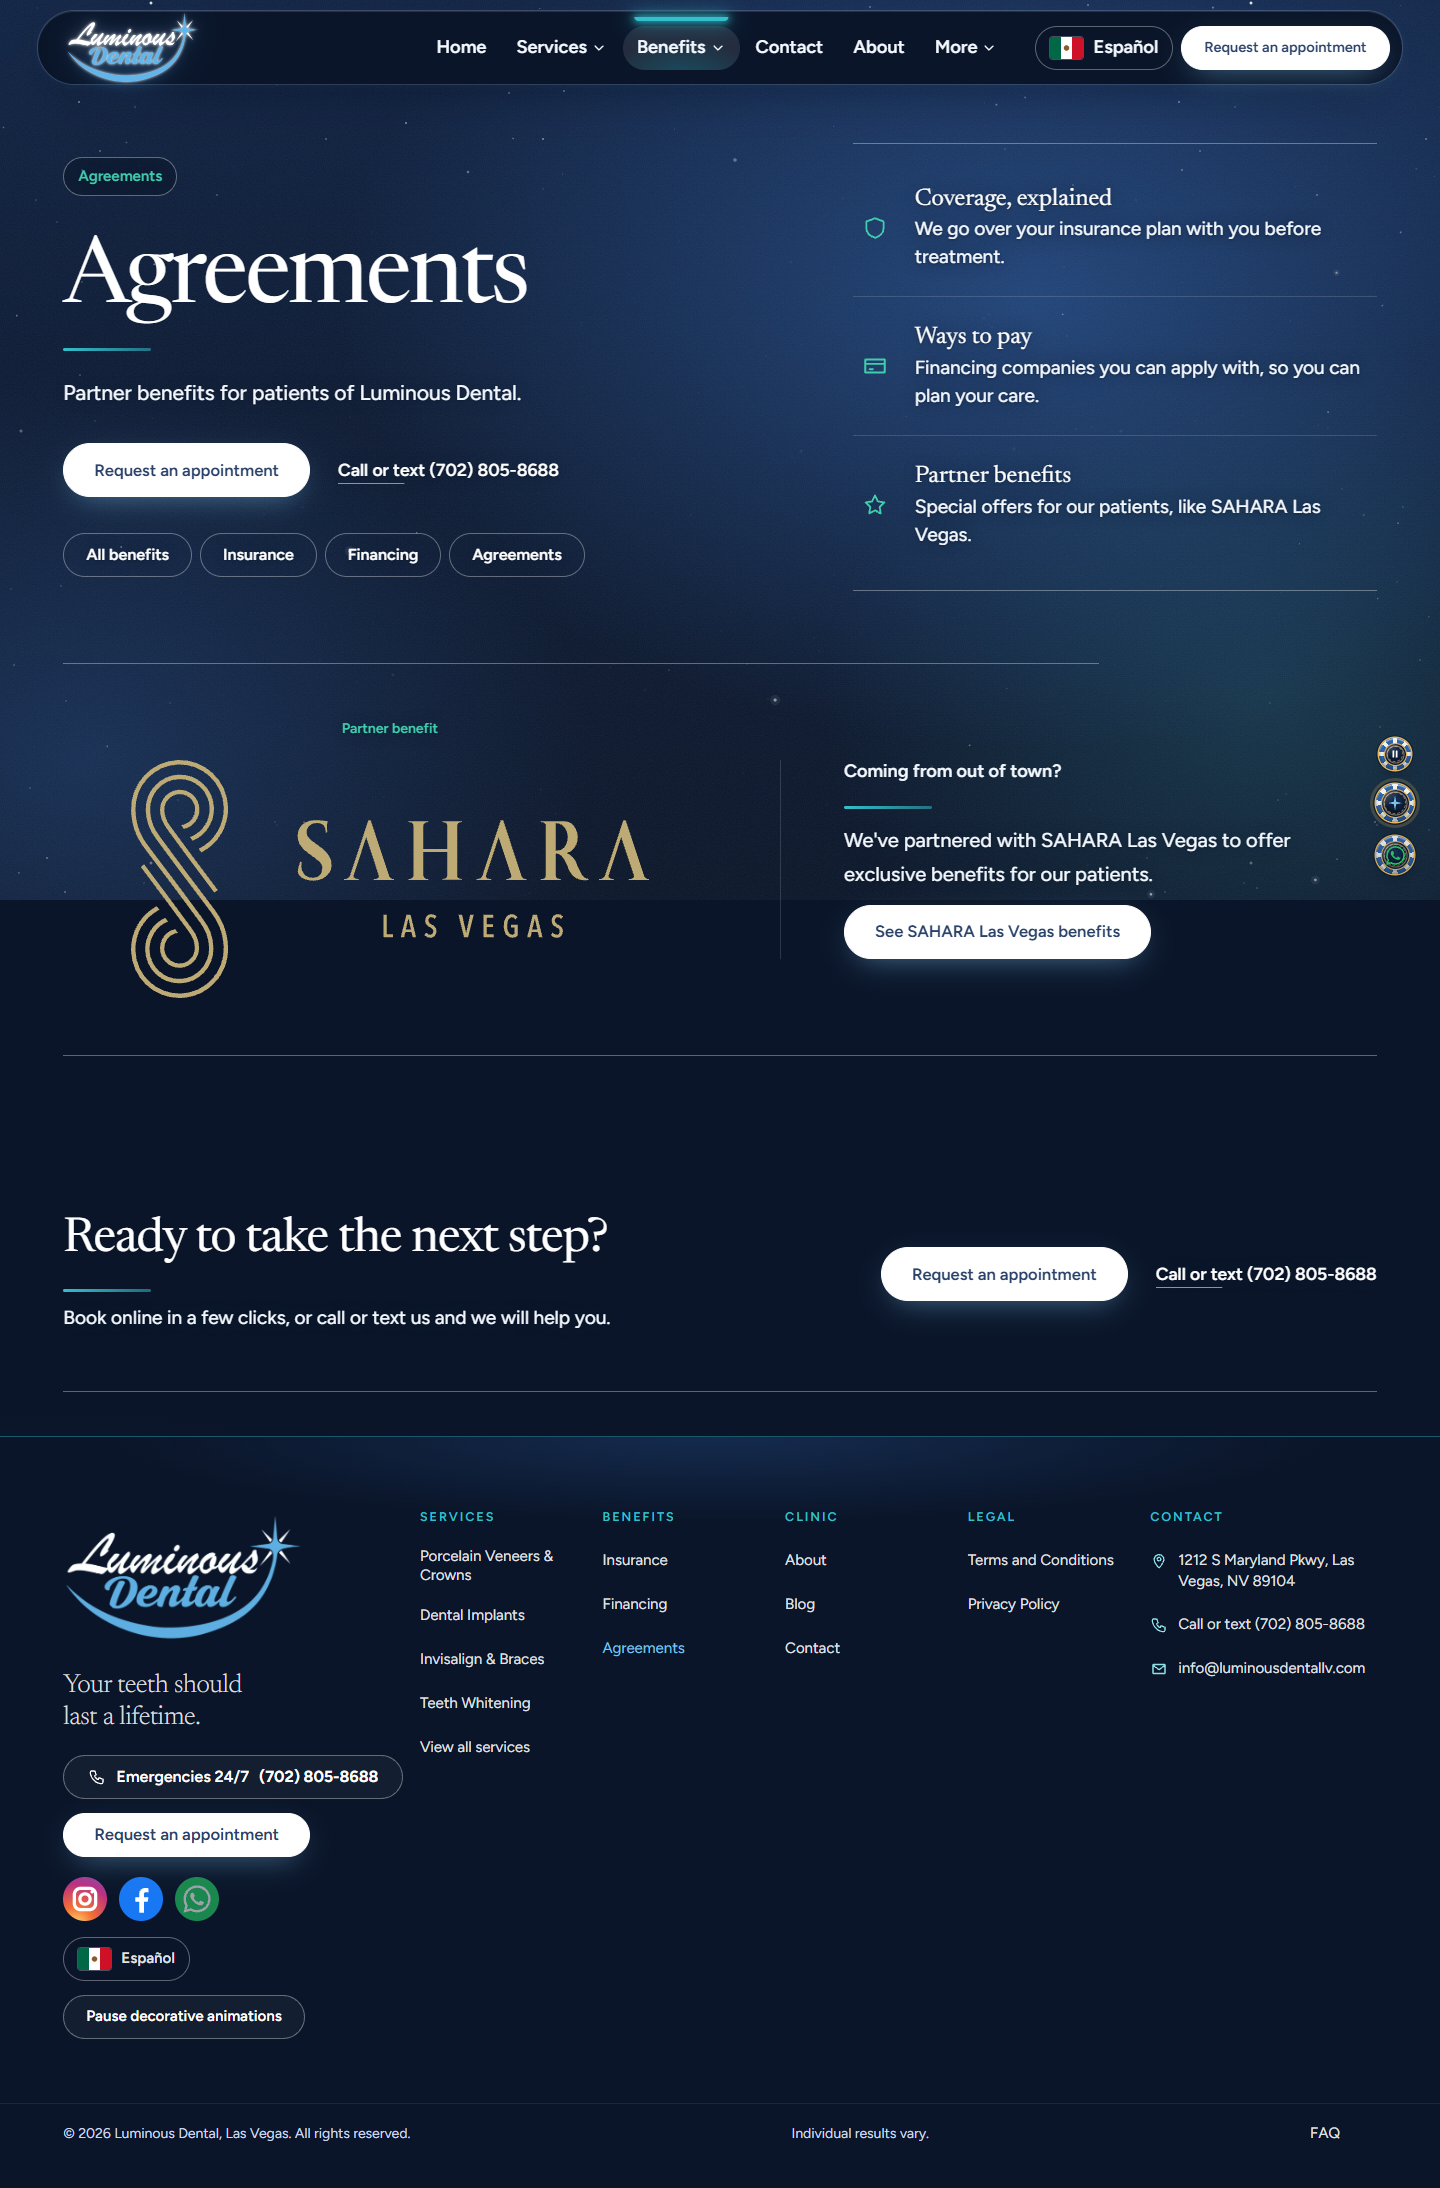 Luminous
Dental
Home
Services
Benefits
Contact
About
More
Español
Request an appointment
Agreements
Agreements
Partner benefits for patients of Luminous Dental.
Request an appointment
Call or text (702) 805-8688
All benefits
Insurance
Financing
Agreements
Coverage, explained
We go over your insurance plan with you before
treatment.
Ways to pay
Financing companies you can apply with, so you can
plan your care.
Partner benefits
Special offers for our patients, like SAHARA Las
Vegas.
Partner benefit
SAHARA
LAS VEGAS
Coming from out of town?
We've partnered with SAHARA Las Vegas to offer
exclusive benefits for our patients.
See SAHARA Las Vegas benefits
Ready to take the next step?
Book online in a few clicks, or call or text us and we will help you.
Request an appointment
Call or text (702) 805-8688
Luminous
Dental
Your teeth should
last a lifetime.
Emergencies 24/7 (702) 805-8688
Request an appointment
Español
Pause decorative animations
SERVICES
Porcelain Veneers &
Crowns
Dental Implants
Invisalign & Braces
Teeth Whitening
View all services
BENEFITS
Insurance
Financing
Agreements
CLINIC
About
Blog
Contact
LEGAL
Terms and Conditions
Privacy Policy
CONTACT
1212 S Maryland Pkwy, Las
Vegas, NV 89104
Call or text (702) 805-8688
info@luminousdentallv.com
© 2026 Luminous Dental, Las Vegas. All rights reserved.
Individual results vary.
FAQ